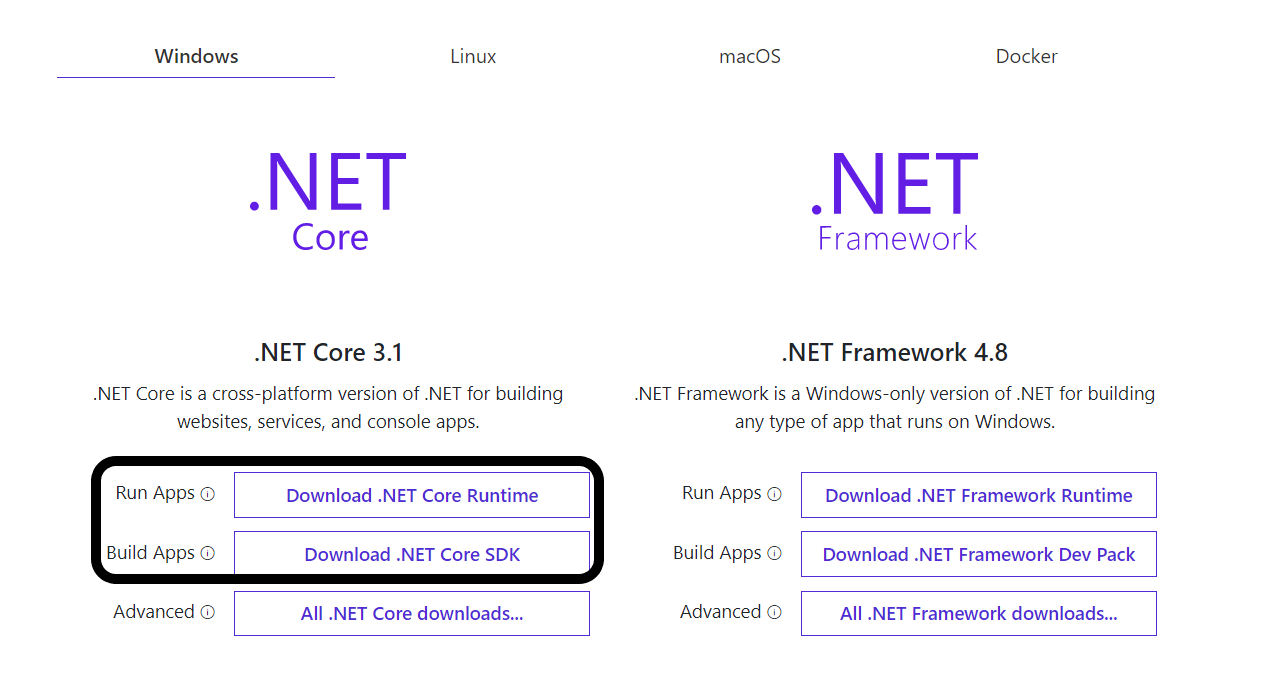 Windows
Linux
macOS
Docker
.NET
Core
.NET Core 3.1
.NET Core is a cross-platform version of .NET for building
websites, services, and console apps.
Run Apps
Download .NET Core Runtime
Build Apps
Download .NET Core SDK
Advanced
All .NET Core downloads...
.NET
Framework
.NET Framework 4.8
.NET Framework is a Windows-only version of .NET for building
any type of app that runs on Windows.
Run Apps
Download .NET Framework Runtime
Build Apps
Download .NET Framework Dev Pack
Advanced
All .NET Framework downloads...